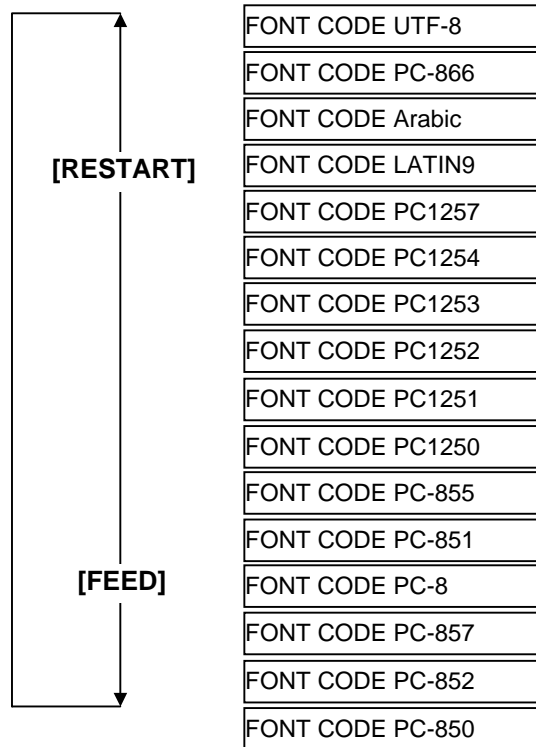 FONT CODE UTF-8
FONT CODE PC-866
FONT CODE Arabic
[RESTART]
FONT CODE LATIN9
FONT CODE PC1257
FONT CODE PC1254
FONT CODE PC1253
FONT CODE PC1252
FONT CODE PC1251
FONT CODE PC1250
FONT CODE PC-855
FONT CODE PC-851
[FEED]
FONT CODE PC-8
FONT CODE PC-857
FONT CODE PC-852
FONT CODE PC-850